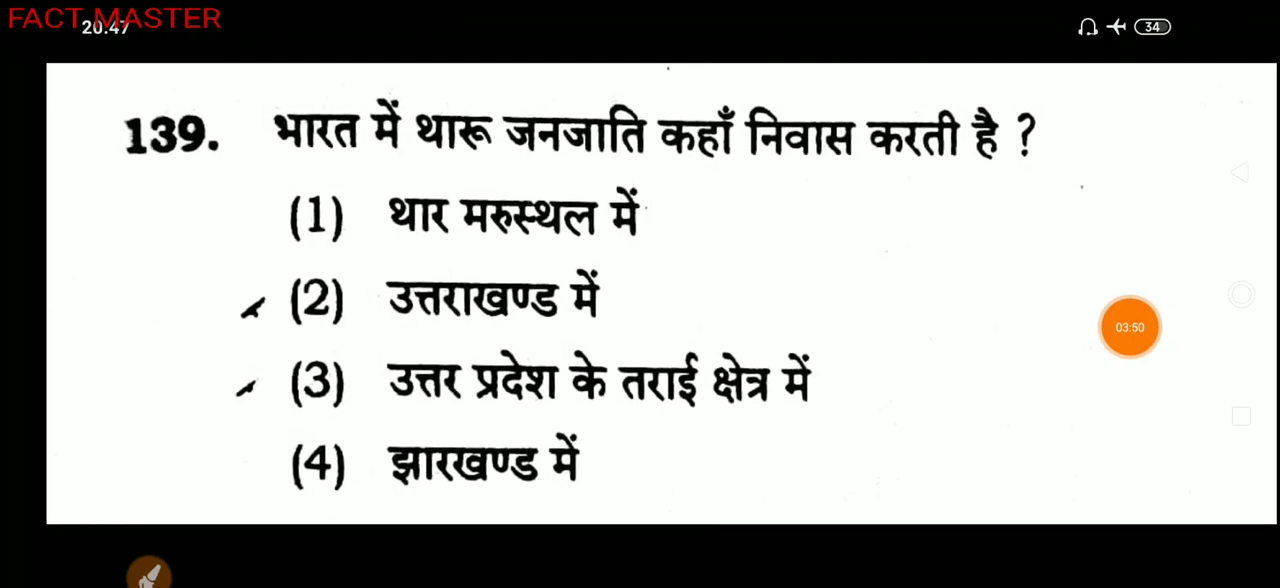 FACT MASTER
20.47
34
139. भारत में थारू जनजाति कहाँ निवास करती है ?
(1) थार मरुस्थल में
(2) उत्तराखण्ड में
(3) उत्तर प्रदेश के तराई क्षेत्र में
03:50
(4) झारखण्ड में